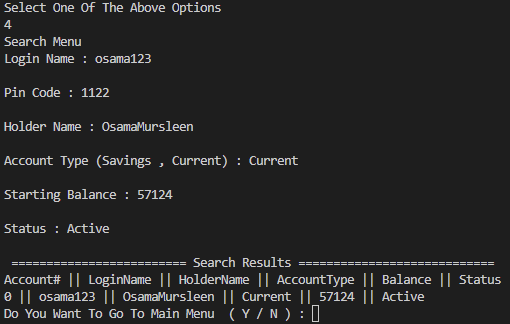 Select One Of The Above Options
4
Search Menu
Login Name : osama123
Pin Code : 1122
Holder Name : OsamaMursleen
Account Type (Savings , Current) : Current
Starting Balance : 57124
Status : Active
========================= Search Results ============================
Account# || LoginName || HolderName || AccountType || Balance || Status
0 || osama123 || OsamaMursleen || Current || 57124 || Active
Do You Want To Go To Main Menu  ( Y / N ) :